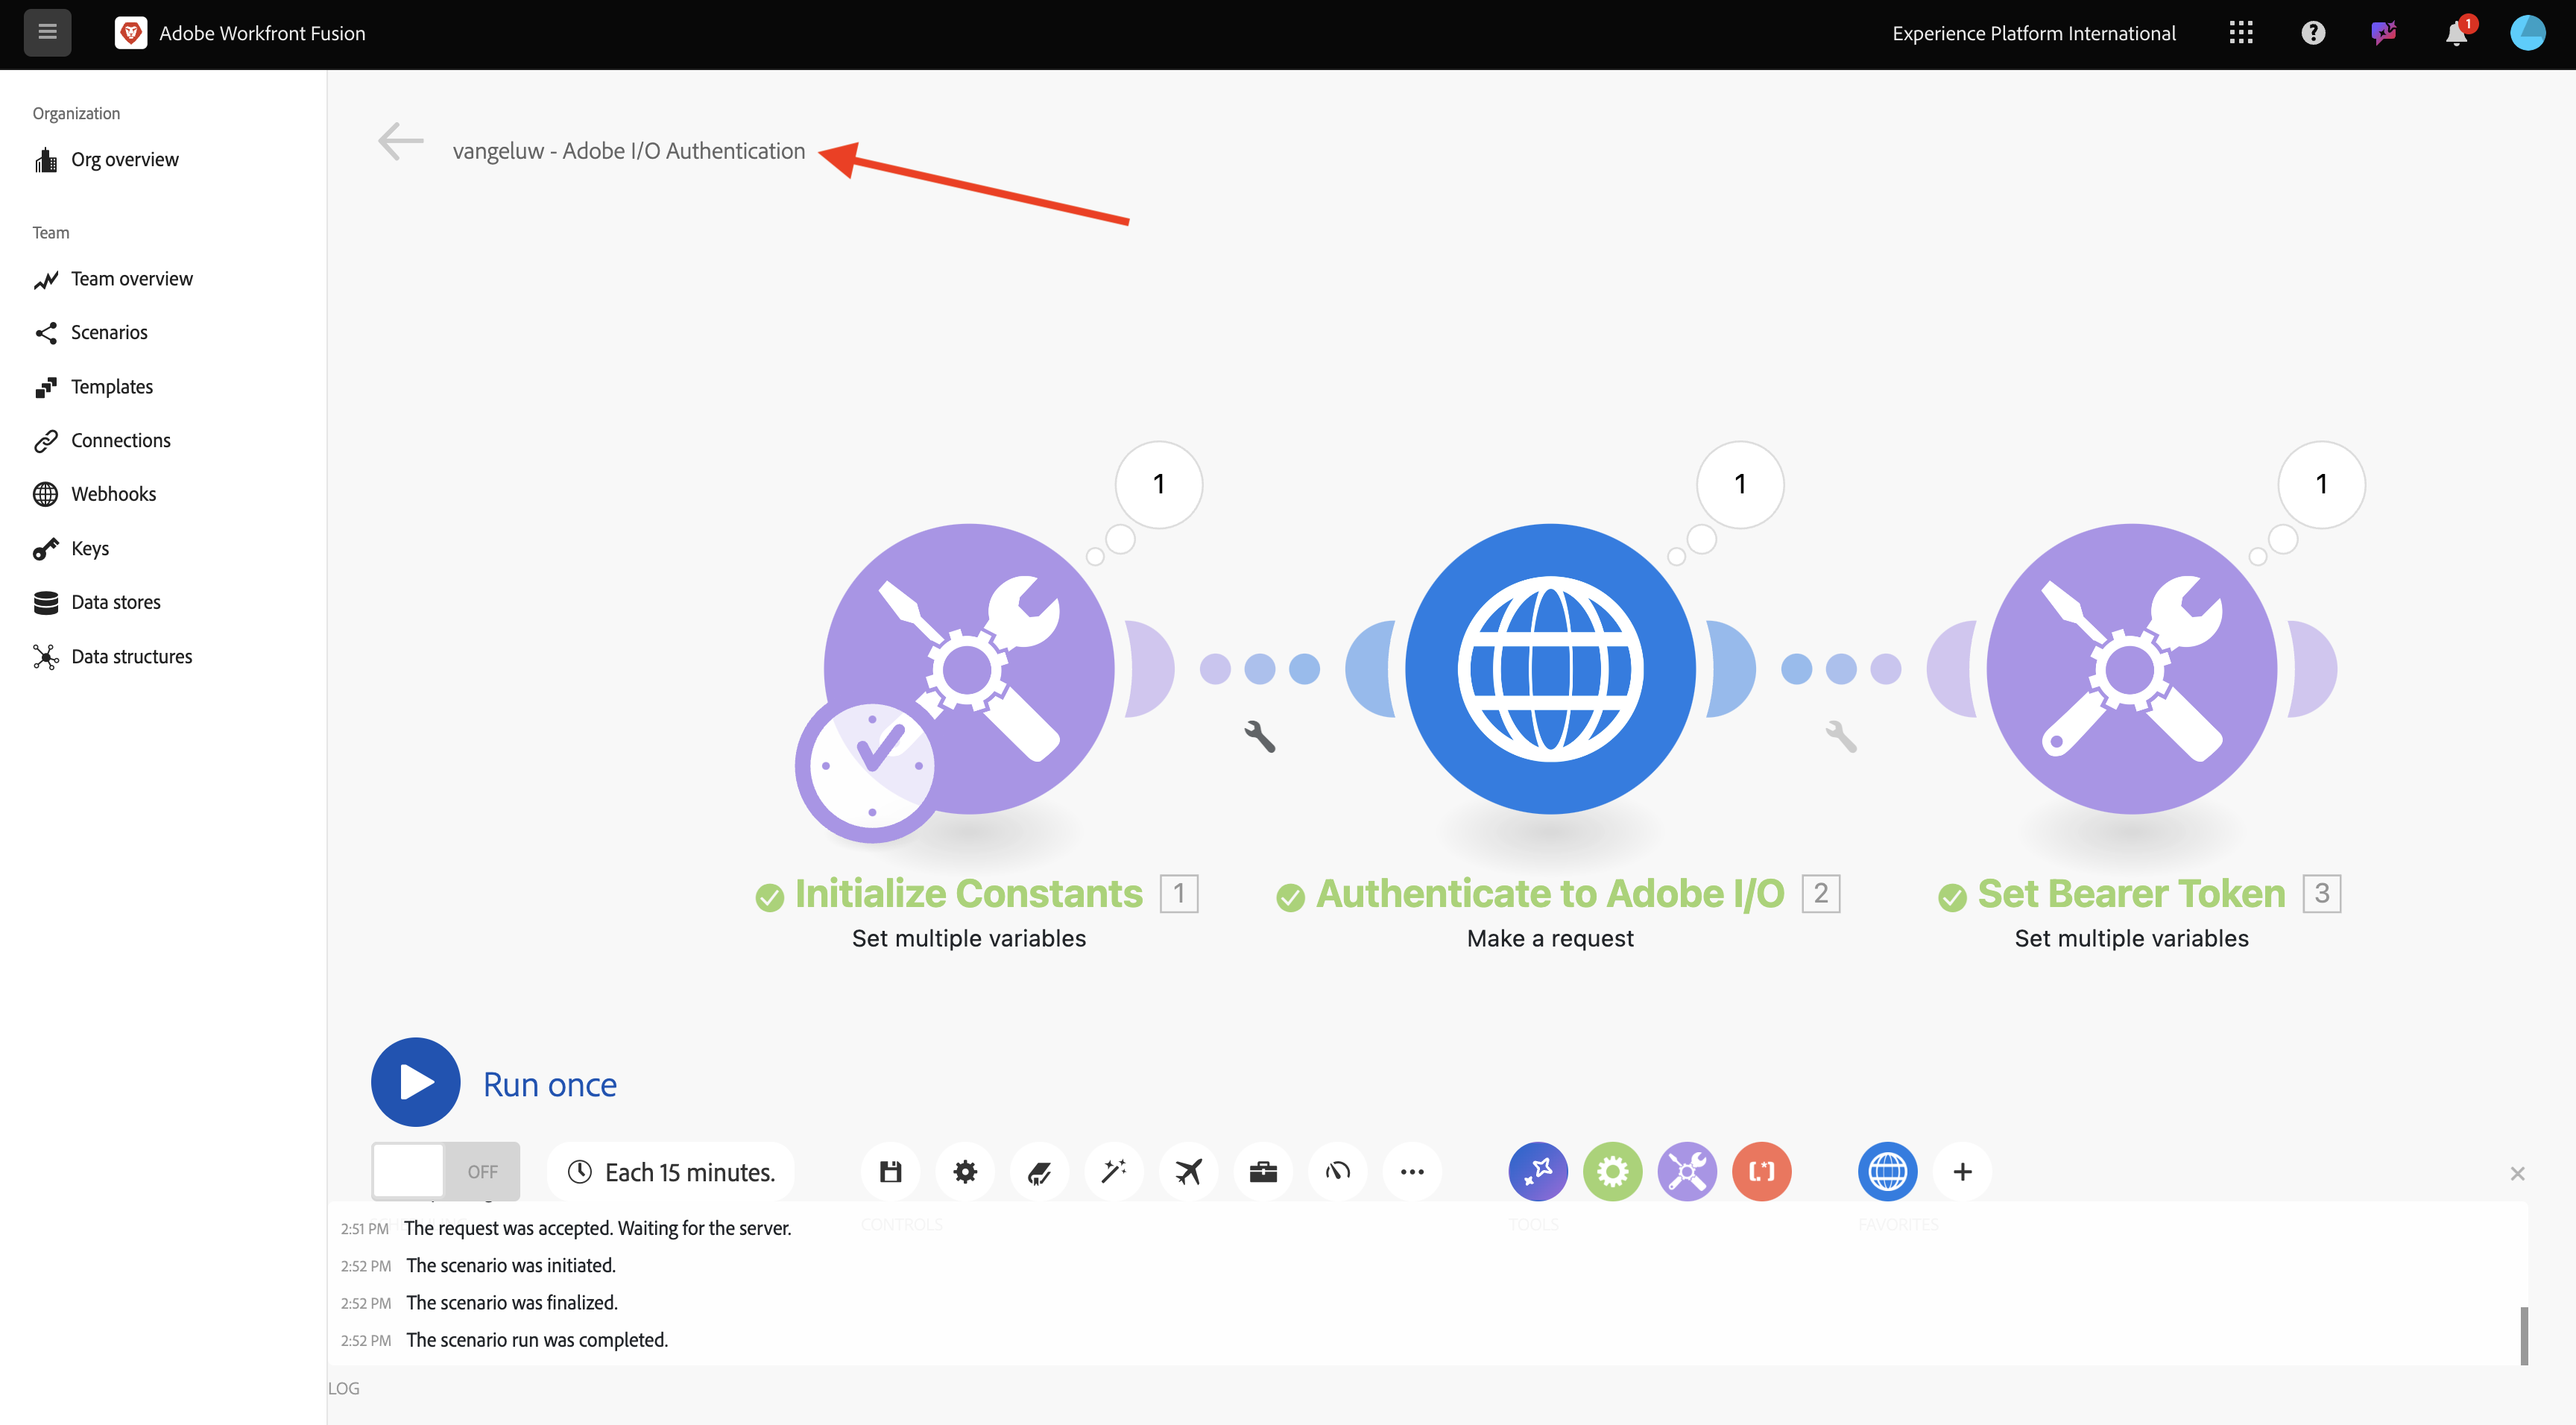 Adobe Workfront Fusion
Experience Platform International
1
Organization
Org overview
Team
Team overview
Scenarios
Templates
Connections
Webhooks
Keys
Data stores
Data structures
vangeluw - Adobe I/O Authentication
1
1
1
Initialize Constants 1
Set multiple variables
Authenticate to Adobe I/O 2
Make a request
Set Bearer Token 3
Set multiple variables
Run once
OFF
Each 15 minutes.
CONTROLS
TOOLS
FAVORITES
2:51 PM The request was accepted. Waiting for the server.
2:52 PM The scenario was initiated.
2:52 PM The scenario was finalized.
2:52 PM The scenario run was completed.
LOG